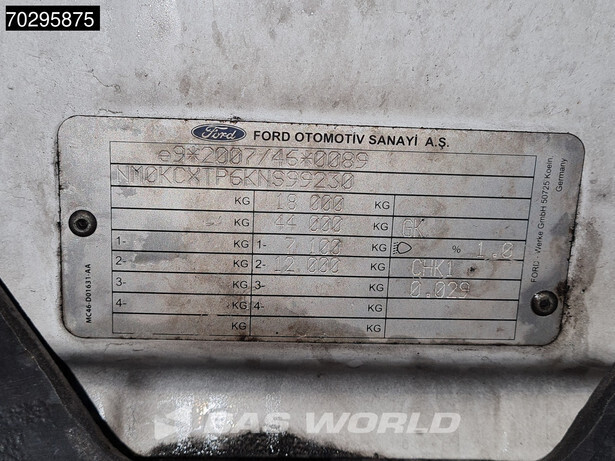 70295875
Ford FORD OTOMOTİV SANAYİ A.Ş.
e9*2007/46*0089
NM0KCXTP6KNS99230
KG 18 000 KG
KG 44 000 KG GK
1- KG 1- 7 100 KG % 1.0
2- KG 2- 12.000 KG CHK1
3- KG 3- KG 0.029
4- KG 4- KG
KG KG
MC46-D01631-AA
FORD Werke GmbH 50725 Koeln
Germany
BAS WORLD